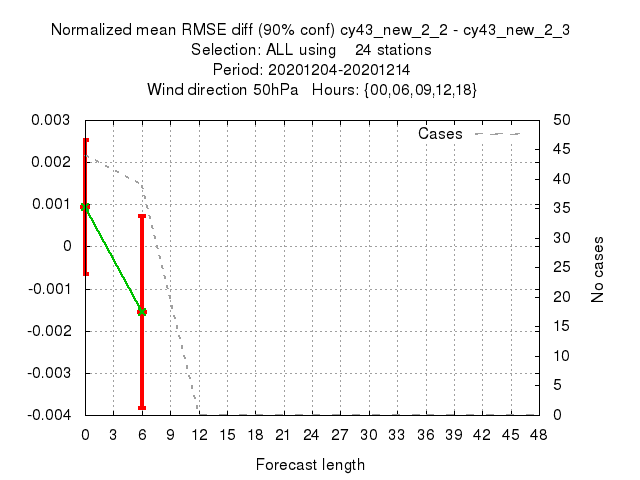 Normalized mean RMSE diff (90% conf) cy43_new_2_2 - cy43_new_2_3
Selection: ALL using    24 stations
Period: 20201204-20201214
Wind direction 50hPa   Hours: {00,06,09,12,18}
Cases
0.003
0.002
0.001
0
-0.001
-0.002
-0.003
-0.004
50
45
40
35
30
25
20
15
10
5
0
No cases
0 3 6 9 12 15 18 21 24 27 30 33 36 39 42 45 48
Forecast length